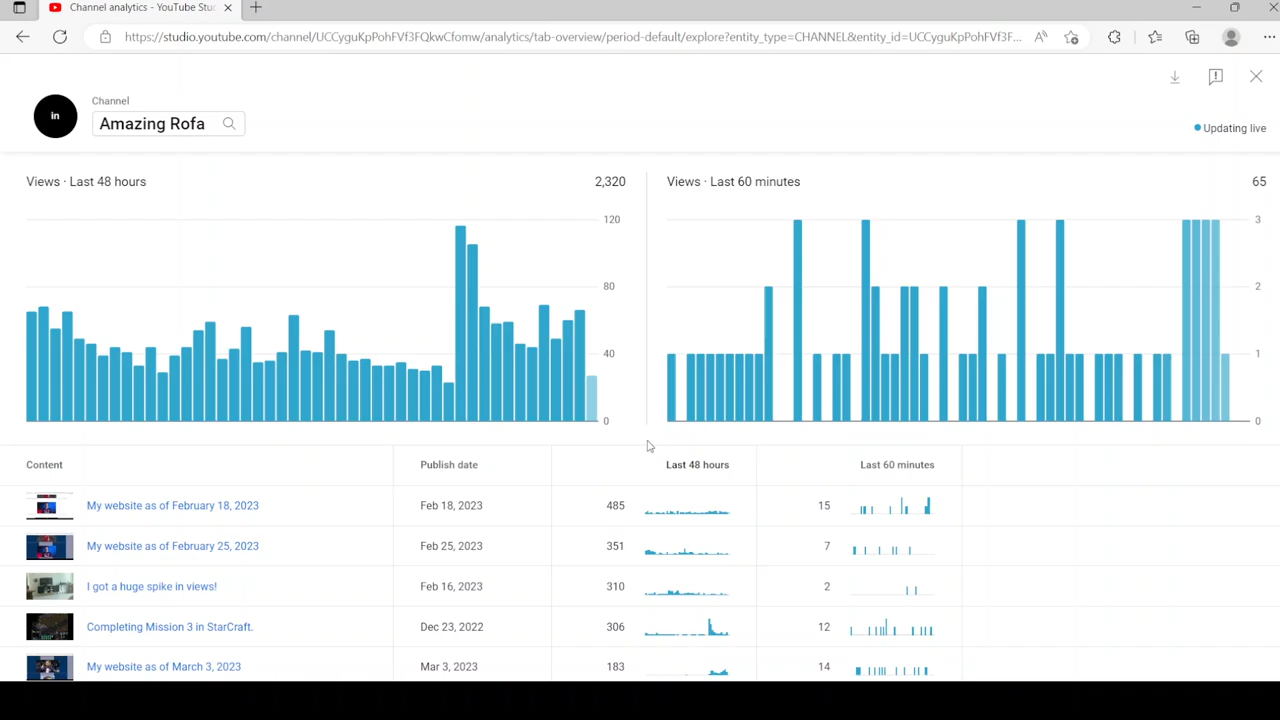 Channel analytics - YouTube Stu
https://studio.youtube.com/channel/UCCyguKpPohFVf3FQkwCfomw/analytics/tab-overview/period-default/explore?entity_type=CHANNEL&entity_id=UCCyguKpPohFVf3F...
in
Channel
Amazing Rofa
Updating live
Views · Last 48 hours 2,320
120
80
40
0
Views · Last 60 minutes 65
3
2
1
0
Content Publish date Last 48 hours Last 60 minutes
My website as of February 18, 2023 Feb 18, 2023 485 15
My website as of February 25, 2023 Feb 25, 2023 351 7
I got a huge spike in views! Feb 16, 2023 310 2
Completing Mission 3 in StarCraft. Dec 23, 2022 306 12
My website as of March 3, 2023 Mar 3, 2023 183 14